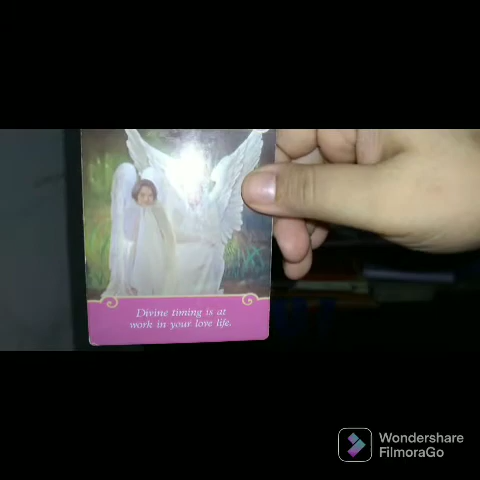 Divine timing is at
work in your love life.
Wondershare
FilmoraGo